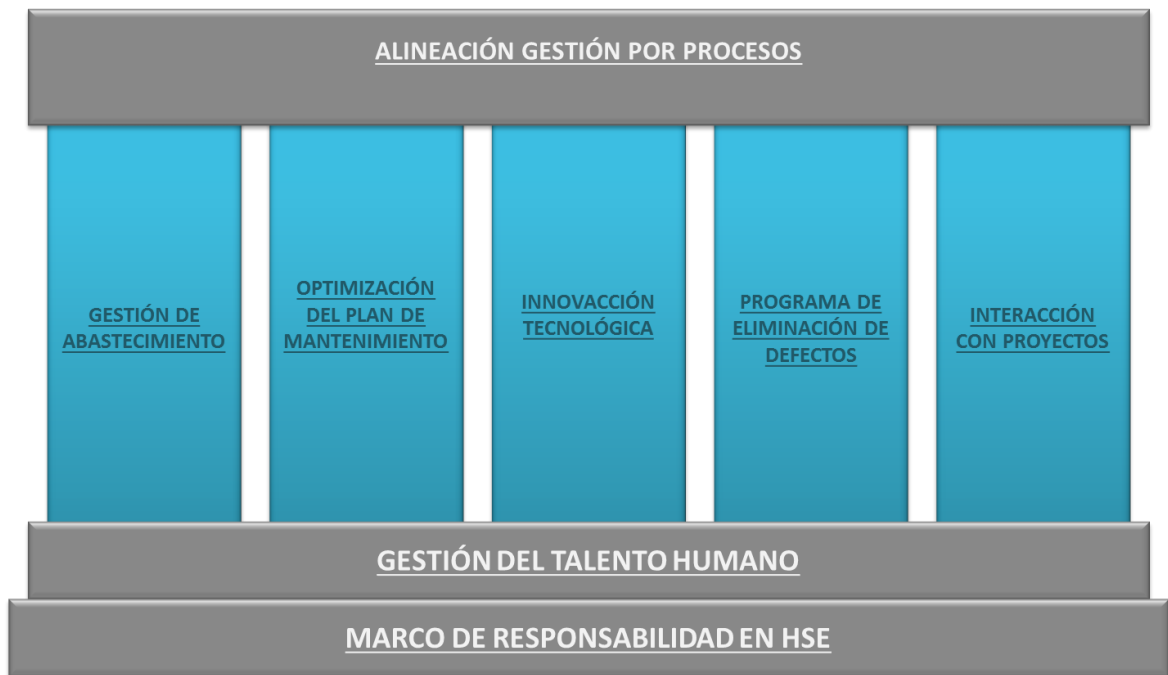 ALINEACIÓN GESTIÓN POR PROCESOS
GESTIÓN DE
ABASTECIMIENTO
OPTIMIZACIÓN
DEL PLAN DE
MANTENIMIENTO
INNOVACCIÓN
TECNOLÓGICA
PROGRAMA DE
ELIMINACIÓN DE
DEFECTOS
INTERACCIÓN
CON PROYECTOS
GESTIÓN DEL TALENTO HUMANO
MARCO DE RESPONSABILIDAD EN HSE